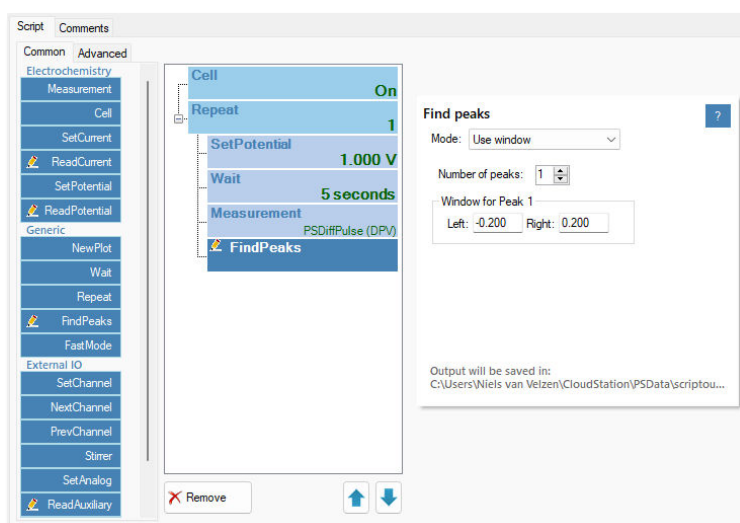 Script Comments
Common Advanced
Electrochemistry
Measurement
Cell
SetCurrent
ReadCurrent
SetPotential
ReadPotential
Generic
NewPlot
Wait
Repeat
FindPeaks
FastMode
External IO
SetChannel
NextChannel
PrevChannel
Stirrer
SetAnalog
ReadAuxiliary
Cell
On
Repeat
1
SetPotential
1.000 V
Wait
5 seconds
Measurement
PSDiffPulse (DPV)
FindPeaks
Remove
Find peaks ?
Mode: Use window
Number of peaks: 1
Window for Peak 1
Left: -0.200 Right: 0.200
Output will be saved in:
C:\Users\Niels van Velzen\CloudStation\PSData\scriptou...